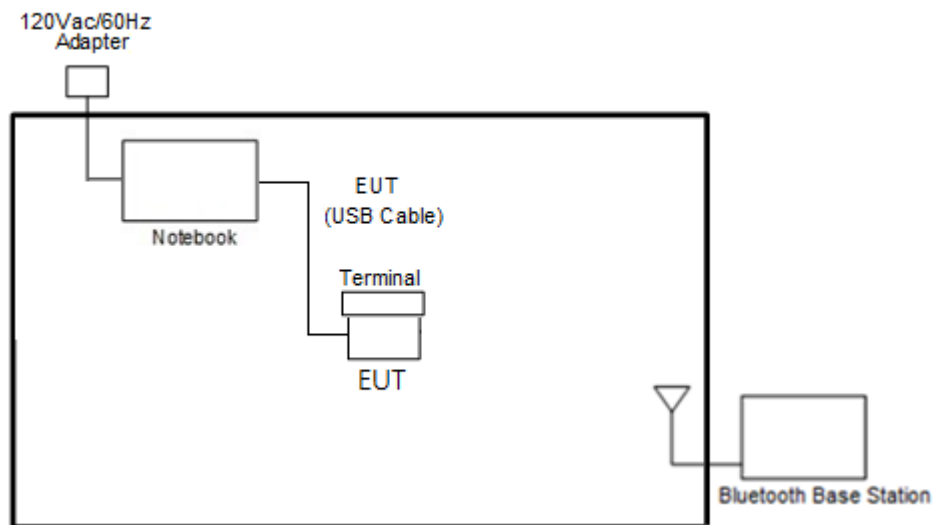 120Vac/60Hz
Adapter
Notebook
EUT
(USB Cable)
Terminal
EUT
Bluetooth Base Station